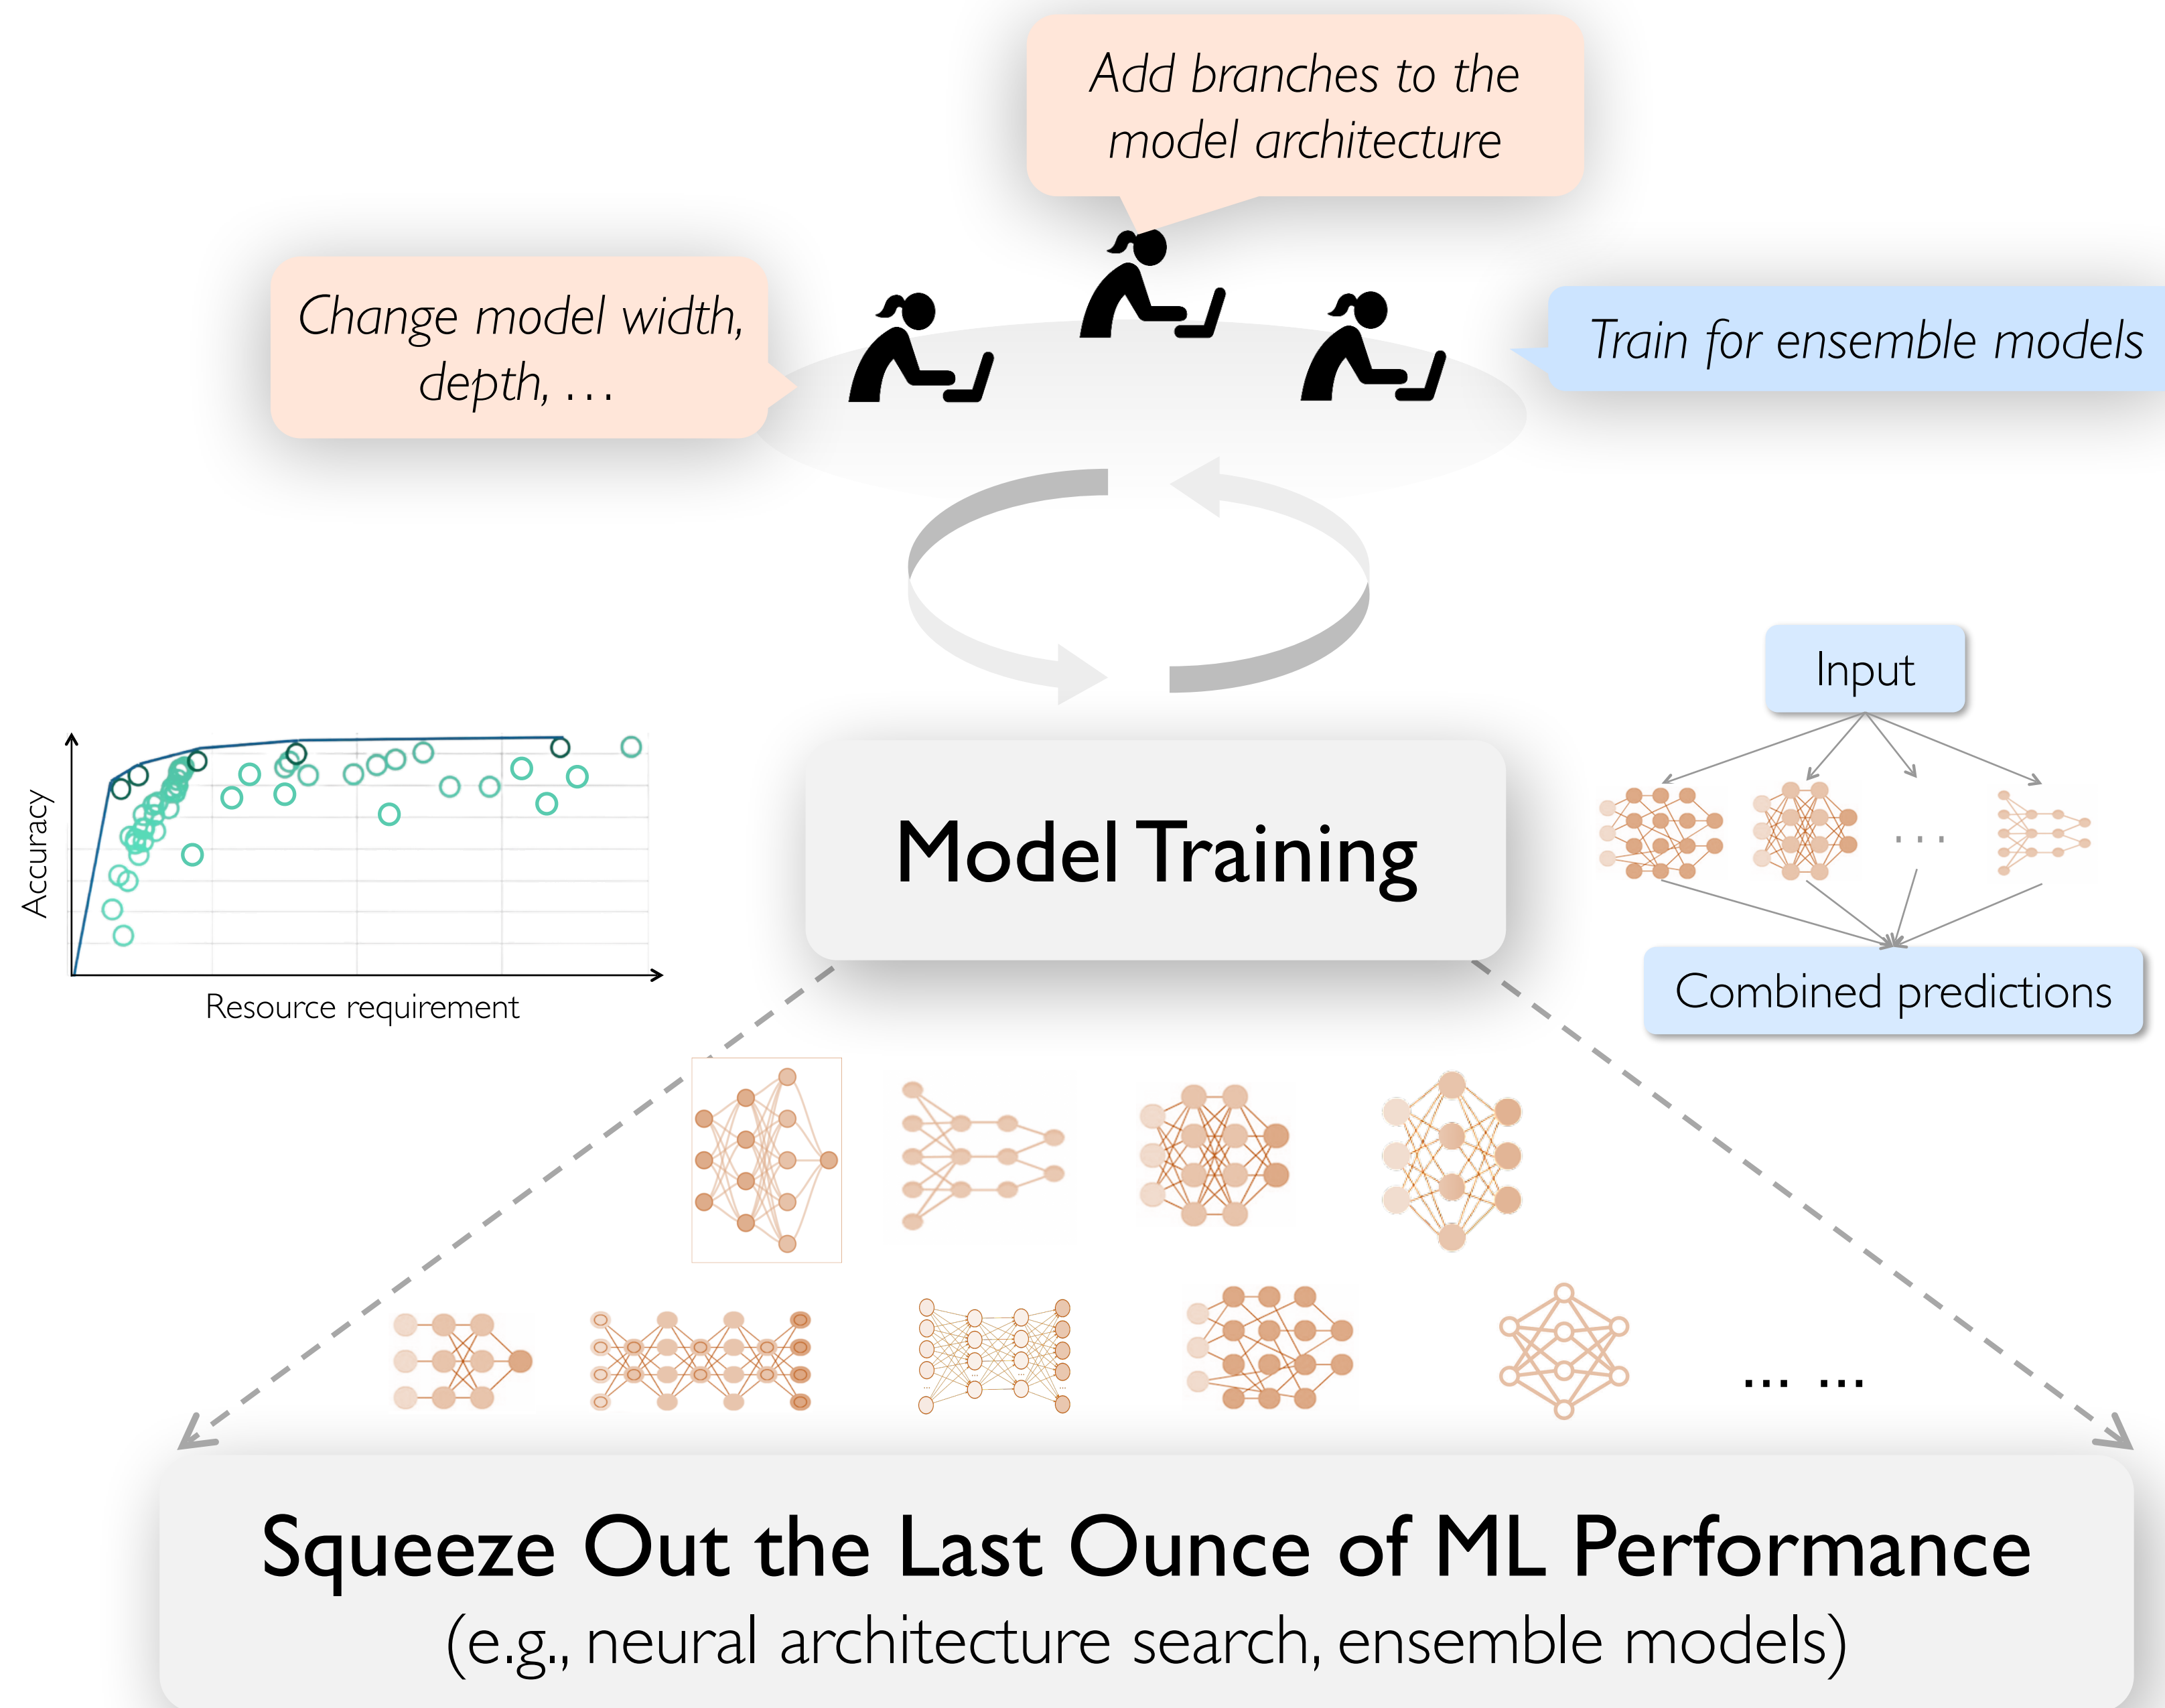 Add branches to the
model architecture
Change model width,
depth, …
Train for ensemble models
Input
Model Training
Accuracy
Resource requirement
. . .
Combined predictions
... ...
Squeeze Out the Last Ounce of ML Performance
(e.g., neural architecture search, ensemble models)